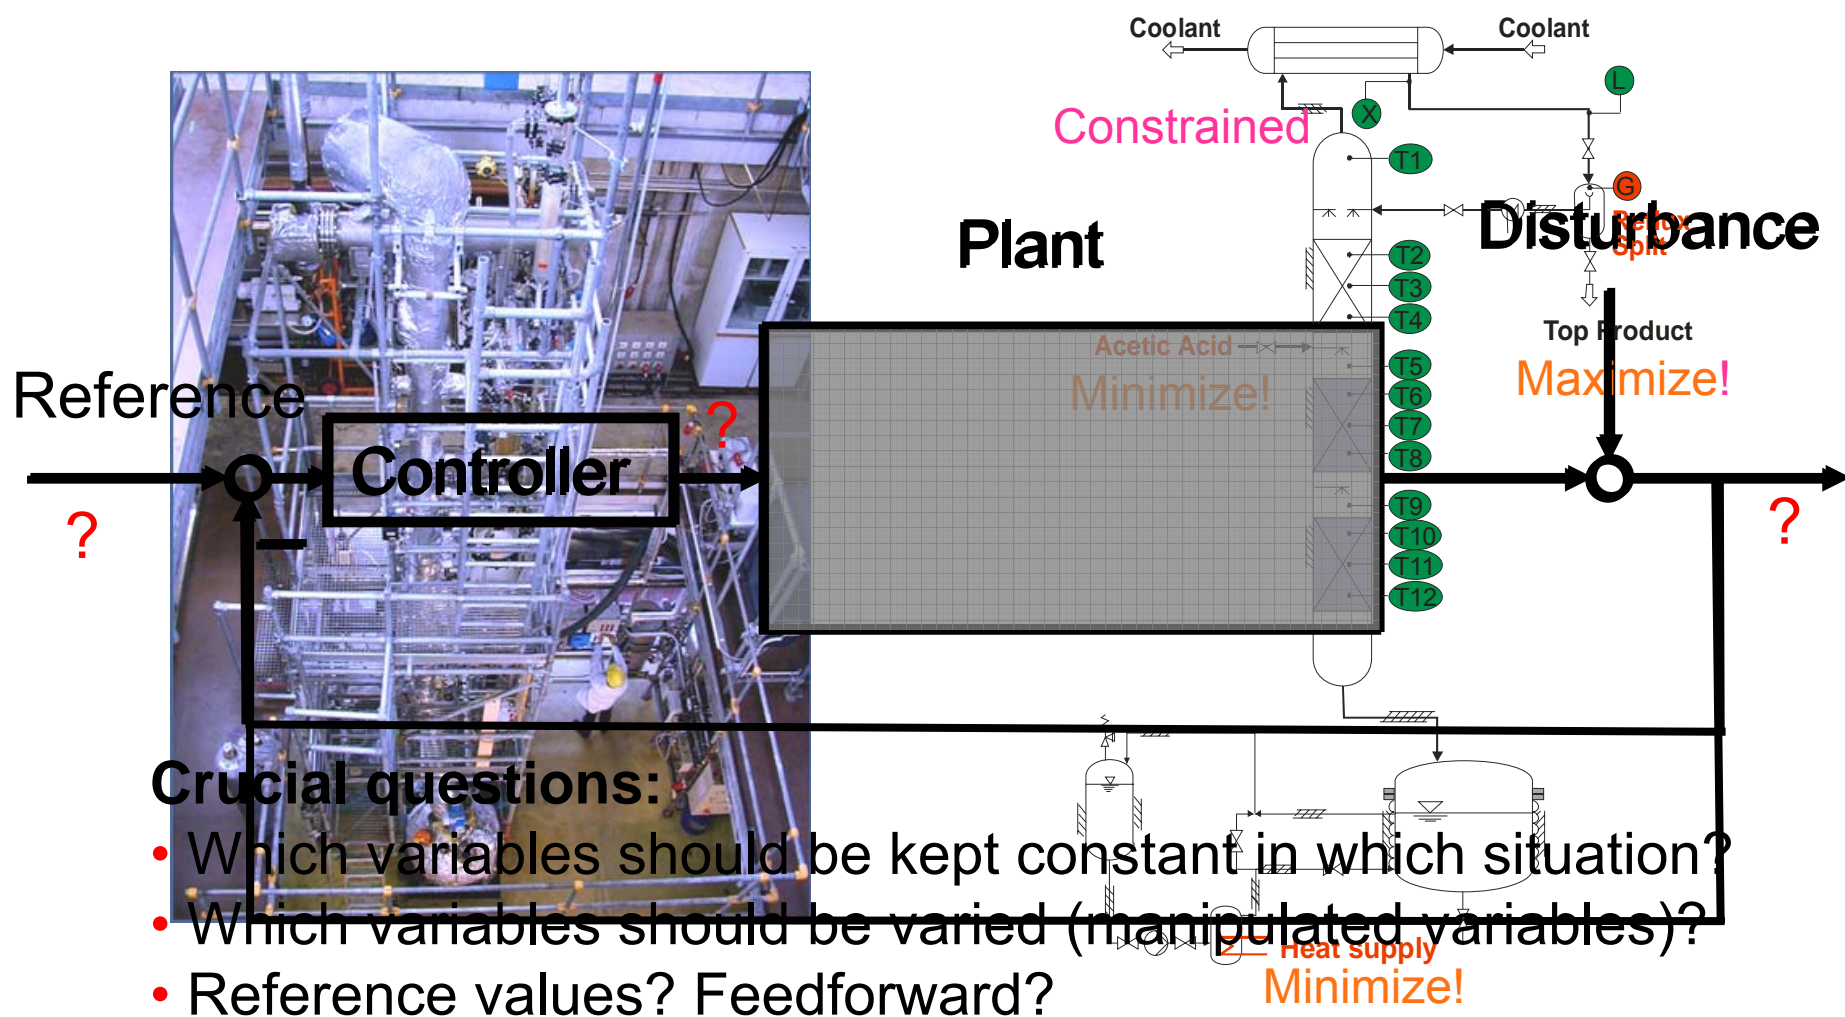 Coolant
Coolant
L
X
Constrained
T1
G
Reflux
Split
Disturbance
Plant
T2
T3
T4
Top Product
Maximize!
Acetic Acid
Minimize!
T5
T6
T7
T8
Reference
?
Controller
?
?
–
T9
T10
T11
T12
Crucial questions:
• Which variables should be kept constant in which situation?
• Which variables should be varied (manipulated variables)?
• Reference values? Feedforward?
Heat supply
Minimize!